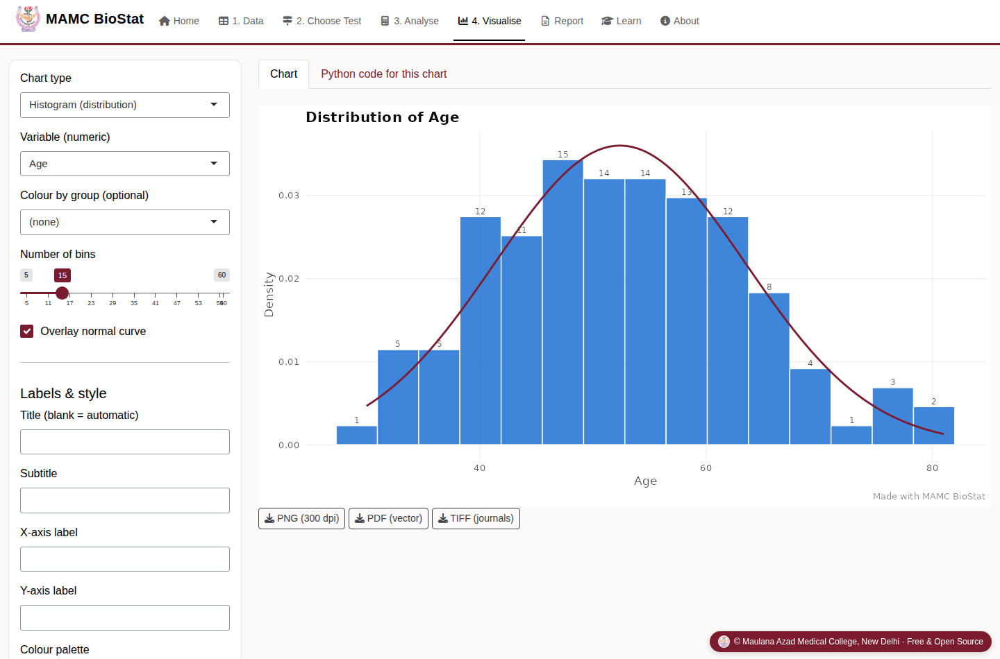 MAMC BioStat
Home
1. Data
2. Choose Test
3. Analyse
4. Visualise
Report
Learn
About
Chart type
Histogram (distribution)
Variable (numeric)
Age
Colour by group (optional)
(none)
Number of bins
5
15
60
5 11 17 23 29 35 41 47 53 59 60
Overlay normal curve
Labels & style
Title (blank = automatic)
Subtitle
X-axis label
Y-axis label
Colour palette
Chart
Python code for this chart
Distribution of Age
Density
0.03
0.02
0.01
0.00
1
5
5
12
11
15
14
14
13
12
8
4
1
3
2
40 60 80
Age
Made with MAMC BioStat
PNG (300 dpi)
PDF (vector)
TIFF (journals)
© Maulana Azad Medical College, New Delhi · Free & Open Source